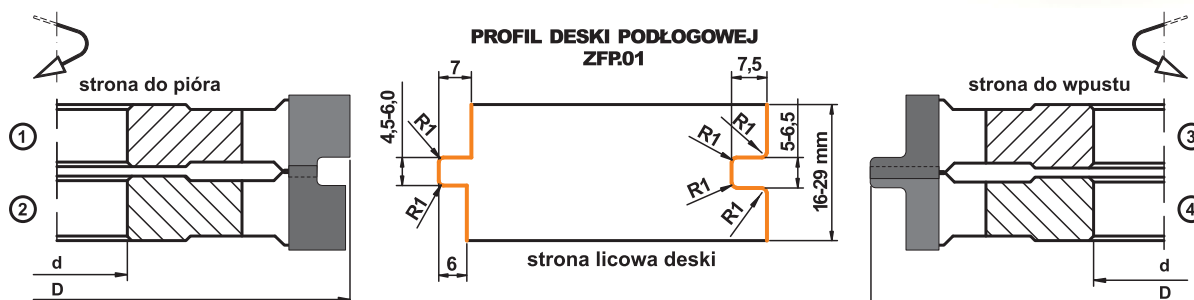 PROFIL DESKI PODŁOGOWEJ
ZFP.01
strona do pióra
strona do wpustu
7
7,5
4,5-6,0
R1
R1
R1
R1
R1
R1
5-6,5
16-29 mm
1
2
3
4
6
strona licowa deski
d
D
d
D